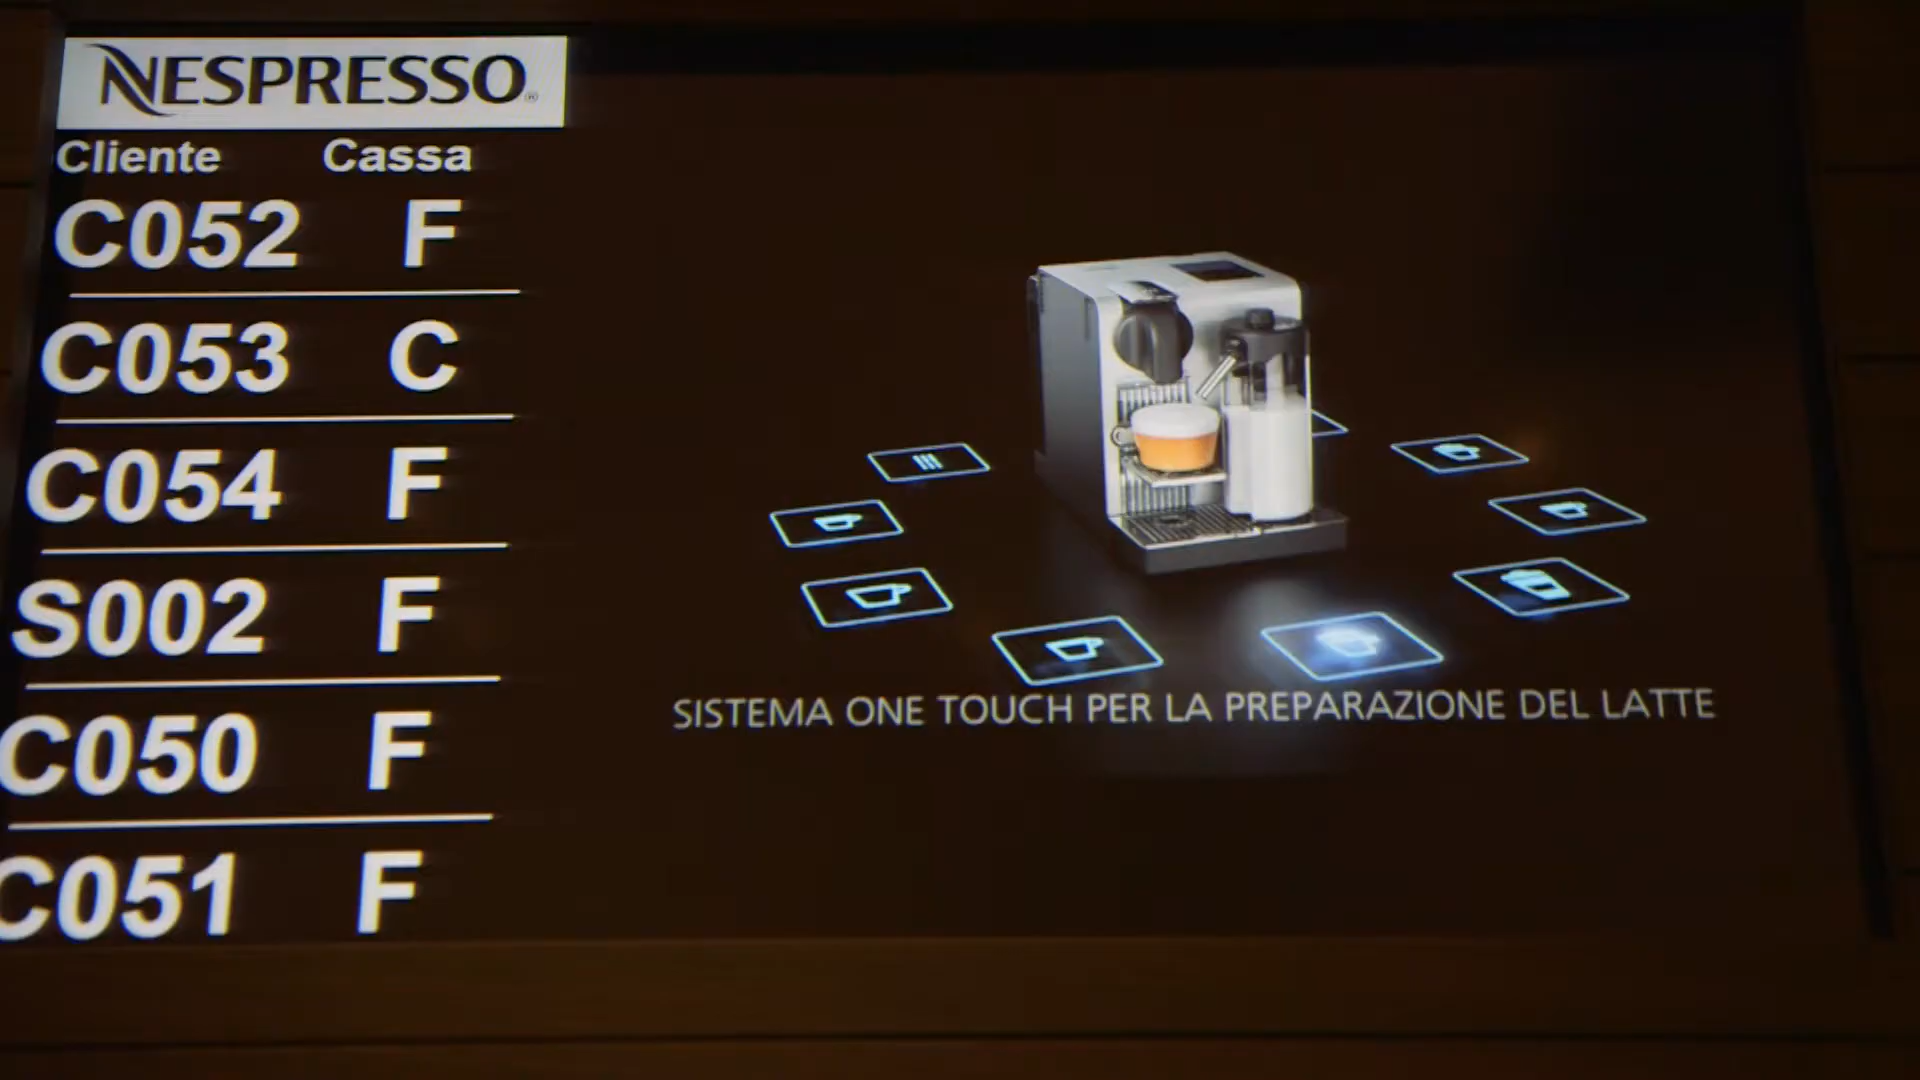 NESPRESSO®
Cliente Cassa
C052 F
C053 C
C054 F
S002 F
C050 F
C051 F
SISTEMA ONE TOUCH PER LA PREPARAZIONE DEL LATTE